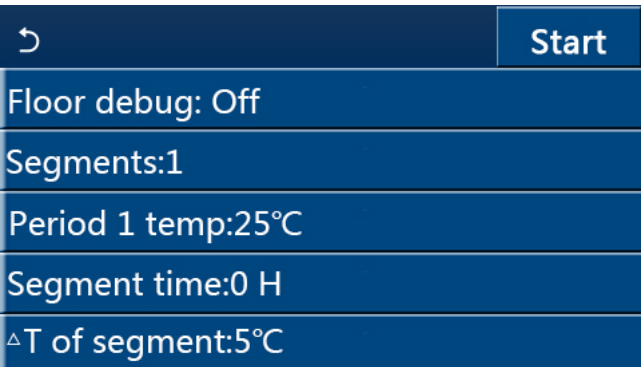 Start
Floor debug: Off
Segments:1
Period 1 temp:25℃
Segment time:0 H
△T of segment:5℃